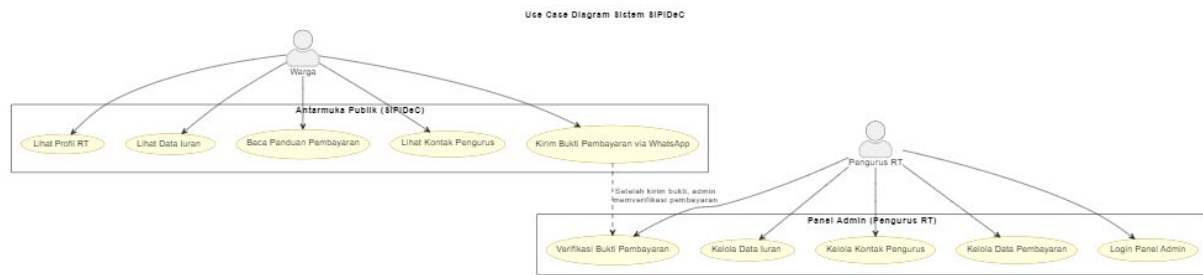 Use Case Diagram Sistem SIPIDeC
Warga
Antarmuka Publik (SIPIDeC)
Lihat Profil RT
Lihat Data Iuran
Baca Panduan Pembayaran
Lihat Kontak Pengurus
Kirim Bukti Pembayaran via WhatsApp
Pengurus RT
Setelah kirim bukti, admin
memverifikasi pembayaran
Panel Admin (Pengurus RT)
Verifikasi Bukti Pembayaran
Kelola Data Iuran
Kelola Kontak Pengurus
Kelola Data Pembayaran
Login Panel Admin